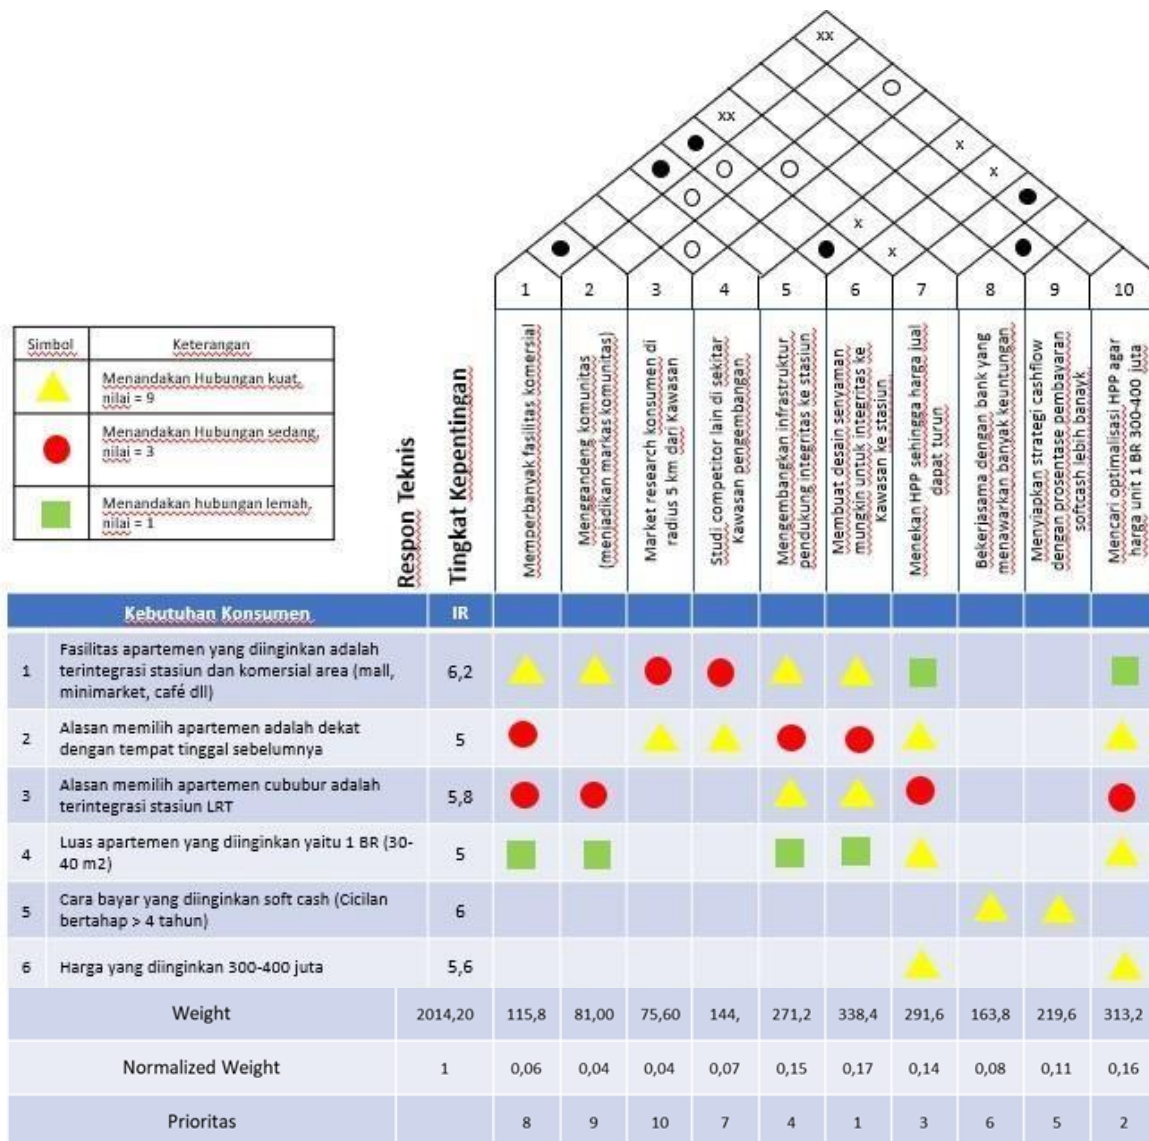 xx
xx
x
x
x
x
1 2 3 4 5 6 7 8 9 10
Simbol Keterangan
Menandakan Hubungan kuat,
nilai = 9
Menandakan Hubungan sedang,
nilai = 3
Menandakan hubungan lemah,
nilai = 1
Respon Teknis
Tingkat Kepentingan
Memperbanyak fasilitas komersial
Menggandeng komunitas
(menjadikan markas komunitas)
Market research konsumen di
radius 5 km dari kawasan
Studi competitor lain di sekitar
Kawasan pengembangan
Mengembangkan infrastruktur
pendukung integritas ke stasiun
Membuat desain senyaman
mungkin untuk integritas ke
Kawasan ke stasiun
Menekan HPP sehingga harga jual
dapat turun
Bekerjasama dengan bank yang
menawarkan banyak keuntungan
Menyiapkan strategi cashflow
dengan prosentase pembayaran
softcash lebih banayk
Mencari optimalisasi HPP agar
harga unit 1 BR 300-400 juta
Kebutuhan Konsumen IR
1 Fasilitas apartemen yang diinginkan adalah
terintegrasi stasiun dan komersial area (mall,
minimarket, café dll)
6,2
2 Alasan memilih apartemen adalah dekat
dengan tempat tinggal sebelumnya
5
3 Alasan memilih apartemen cububur adalah
terintegrasi stasiun LRT
5,8
4 Luas apartemen yang diinginkan yaitu 1 BR (30-
40 m2)
5
5 Cara bayar yang diinginkan soft cash (Cicilan
bertahap > 4 tahun)
6
6 Harga yang diinginkan 300-400 juta 5,6
Weight 2014,20 115,8 81,00 75,60 144, 271,2 338,4 291,6 163,8 219,6 313,2
Normalized Weight 1 0,06 0,04 0,04 0,07 0,15 0,17 0,14 0,08 0,11 0,16
Prioritas 8 9 10 7 4 1 3 6 5 2